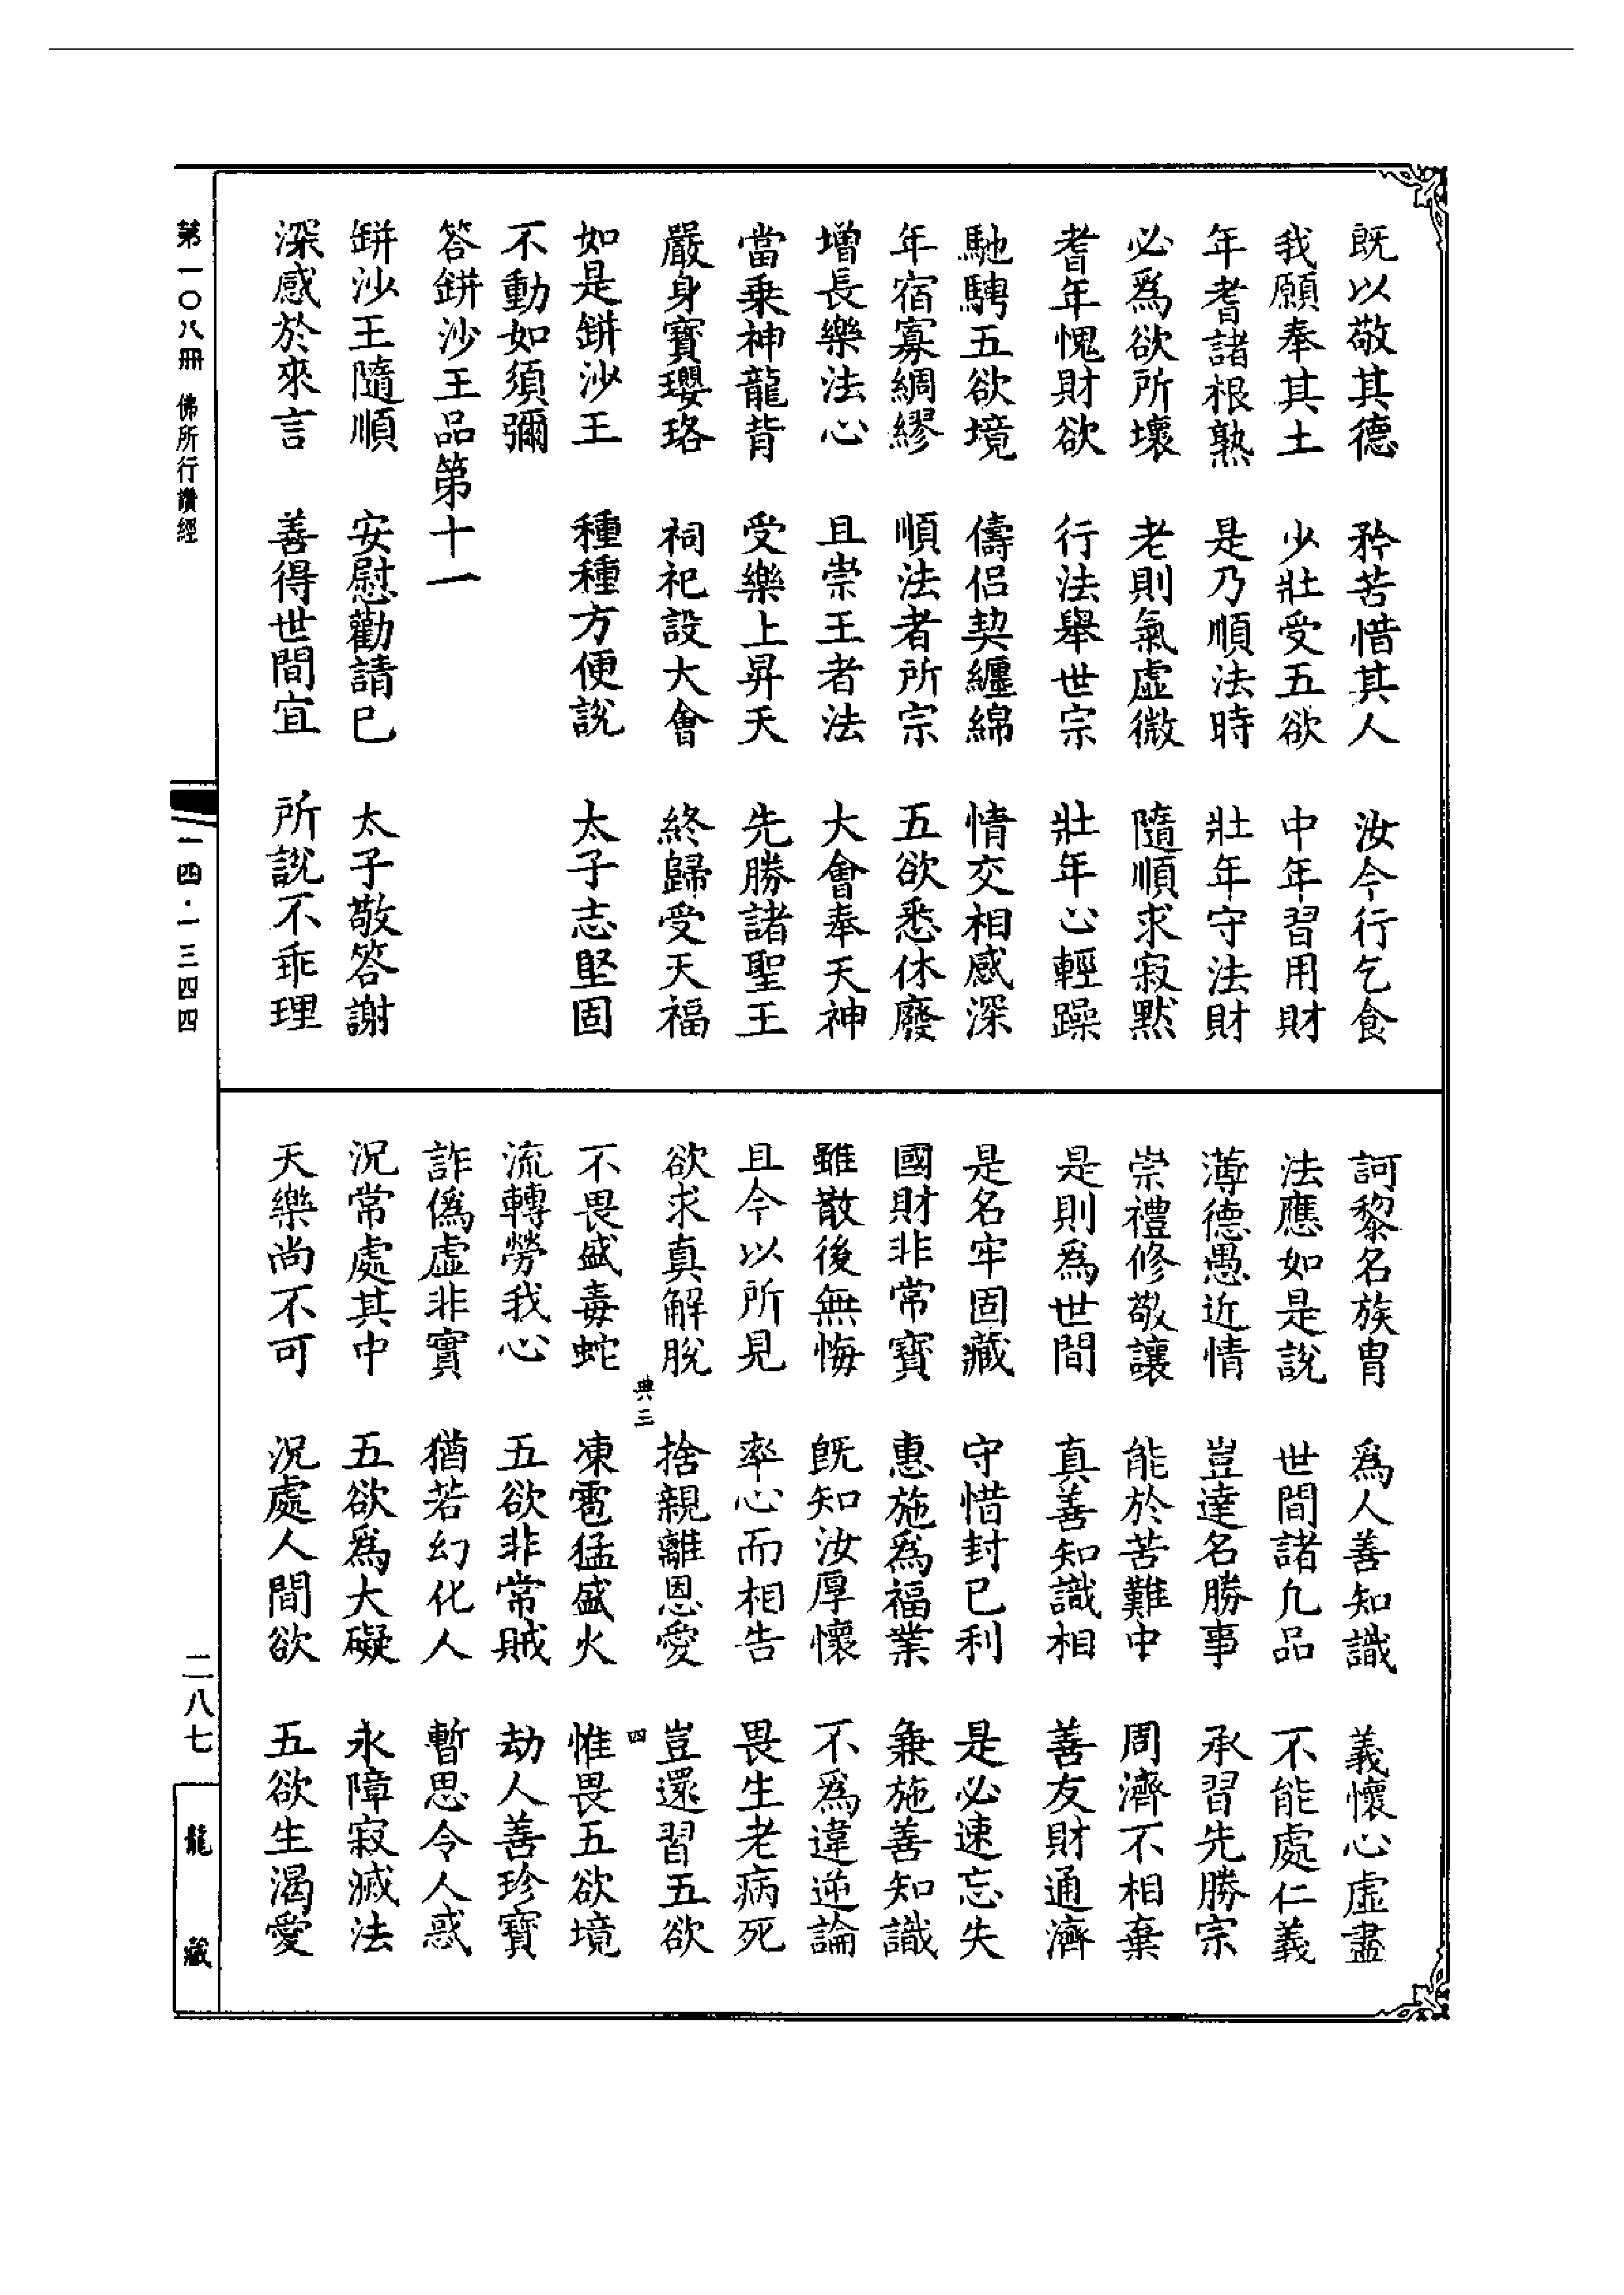 既以敬其德　矜苦惜其人　汝今行乞食
我願奉其土　少壯受五欲　中年習用財
年耆諸根熟　是乃順法時　壯年守法財
必爲欲所壞　老則氣虛微　隨順求寂默
耆年愧財欲　行法舉世宗　壯年心輕躁
馳騁五欲境　儔侶契纏綿　情交相感深
年宿寡綢繆　順法者所宗　五欲悉休廢
增長樂法心　且崇王者法　大會奉天神
當乗神龍背　受樂上昇天　先勝諸聖王
嚴身寶瓔珞　祠祀設大會　終歸受天福
如是缾沙王　種種方便說　太子志堅固
不動如須彌
答缾沙王品第十一
缾沙王隨順　安慰勸請已　太子敬答謝
深感於來言　善得世間宜　所說不乖理
訶黎名族胄　爲人善知識　義懷心虛盡
法應如是說　世間諸凡品　不能處仁義
薄德愚近情　豈達名勝事　承習先勝宗
崇禮修敬讓　能於苦難中　周濟不相棄
是則爲世間　真善知識相　善友財通濟
是名牢固藏　守惜封已利　是必速忘失
國財非常寶　惠施爲福業　兼施善知識
雖散後無悔　既知汝厚懷　不爲違逆論
且今以所見　率心而相告　畏生老病死
欲求真解脫　捨親離恩愛　豈還習五欲
典三　四
不畏盛毒蛇　凍雹猛盛火　惟畏五欲境
流轉勞我心　五欲非常賊　劫人善珍寶
詐僞虛非實　猶若幻化人　暫思令人惑
況常處其中　五欲爲大礙　永障寂滅法
天樂尚不可　況處人間欲　五欲生渴愛
第一〇八冊　佛所行讚經
一四·一三四四
二八七
龍藏